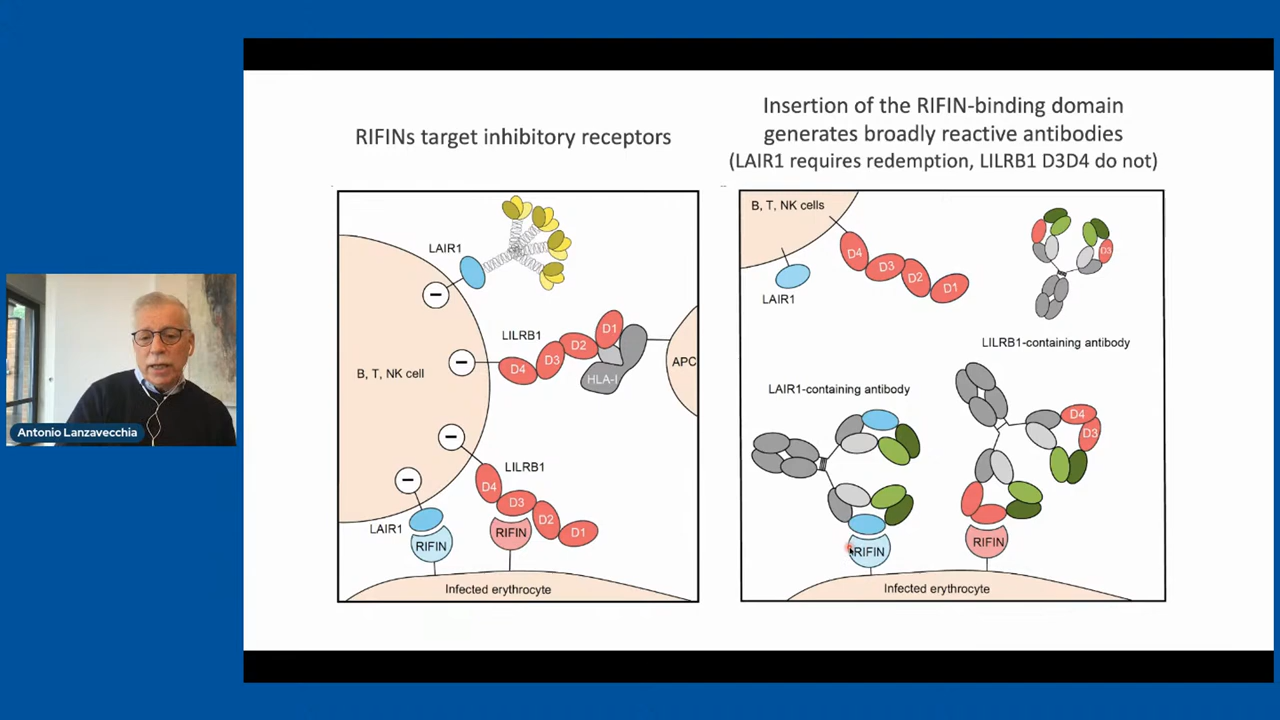 Antonio Lanzavecchia
RIFINs target inhibitory receptors
LAIR1
−
LILRB1
D1
D2
D3
D4
HLA-I
APC
−
B, T, NK cell
−
LILRB1
D4
D3
D2
D1
−
LAIR1
RIFIN
RIFIN
Infected erythrocyte
Insertion of the RIFIN-binding domain
generates broadly reactive antibodies
(LAIR1 requires redemption, LILRB1 D3D4 do not)
B, T, NK cells
D4
D3
D2
D1
LAIR1
D3
LILRB1-containing antibody
LAIR1-containing antibody
D4
D3
RIFIN
RIFIN
Infected erythrocyte